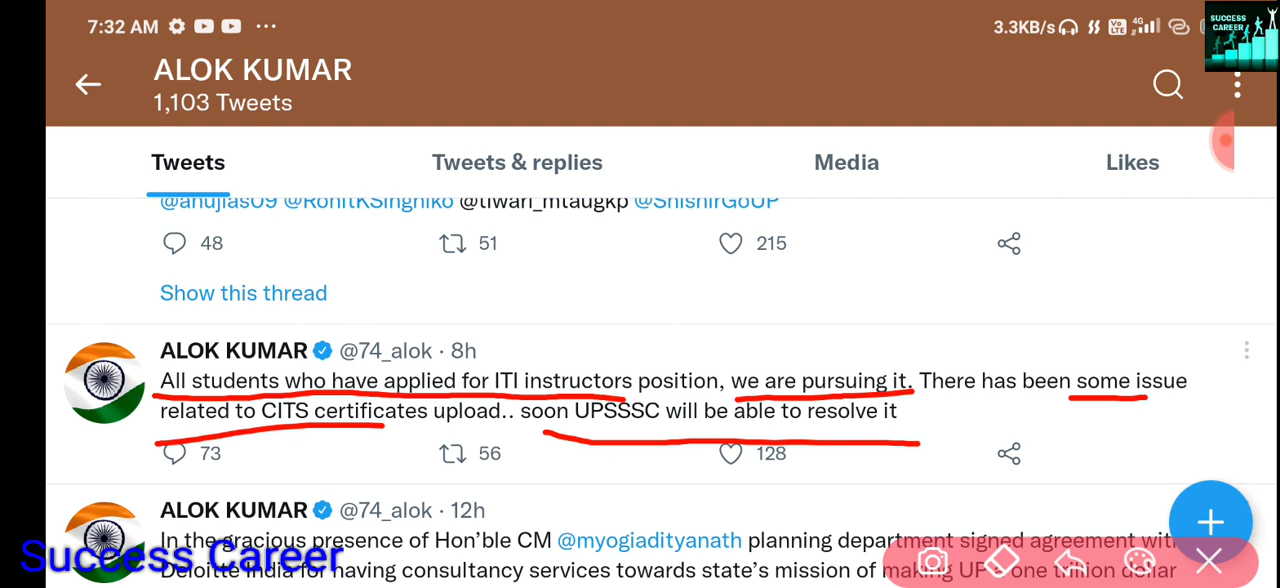 7:32 AM ...
3.3KB/s Vo LTE 4G
SUCCESS
CAREER
ALOK KUMAR
1,103 Tweets
Tweets Tweets & replies Media Likes
@anujias09 @RohitKSinghiko @tiwari_mtaugkp @ShishirGoUP
48 51 215
Show this thread
ALOK KUMAR @74_alok · 8h
All students who have applied for ITI instructors position, we are pursuing it. There has been some issue
related to CITS certificates upload.. soon UPSSSC will be able to resolve it
73 56 128
ALOK KUMAR @74_alok · 12h
In the gracious presence of Hon'ble CM @myogiadityanath planning department signed agreement with
Success Career
Deloitte India for having consultancy services towards state's mission of making UP one trillion dollar